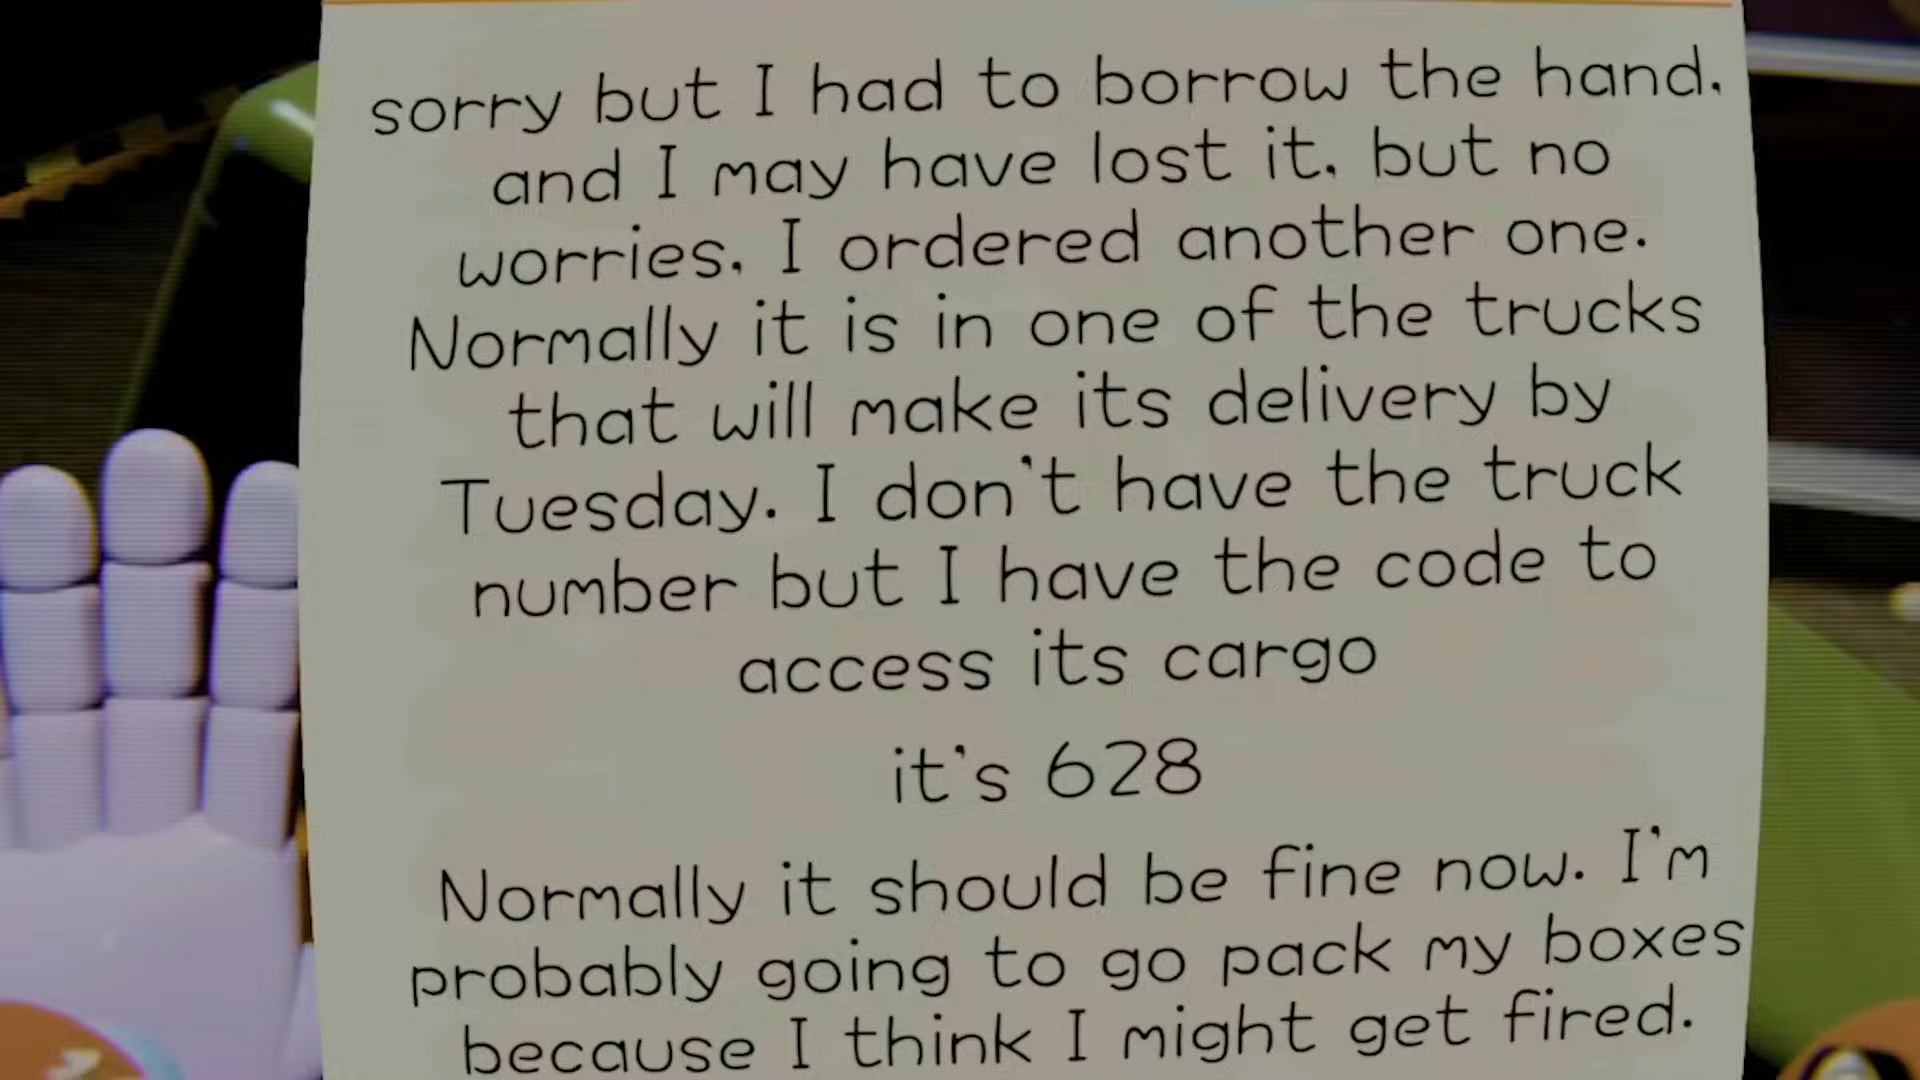 sorry but I had to borrow the hand.
and I may have lost it. but no
worries. I ordered another one.
Normally it is in one of the trucks
that will make its delivery by
Tuesday. I don't have the truck
number but I have the code to
access its cargo
it's 628
Normally it should be fine now. I'm
probably going to go pack my boxes
because I think I might get fired.